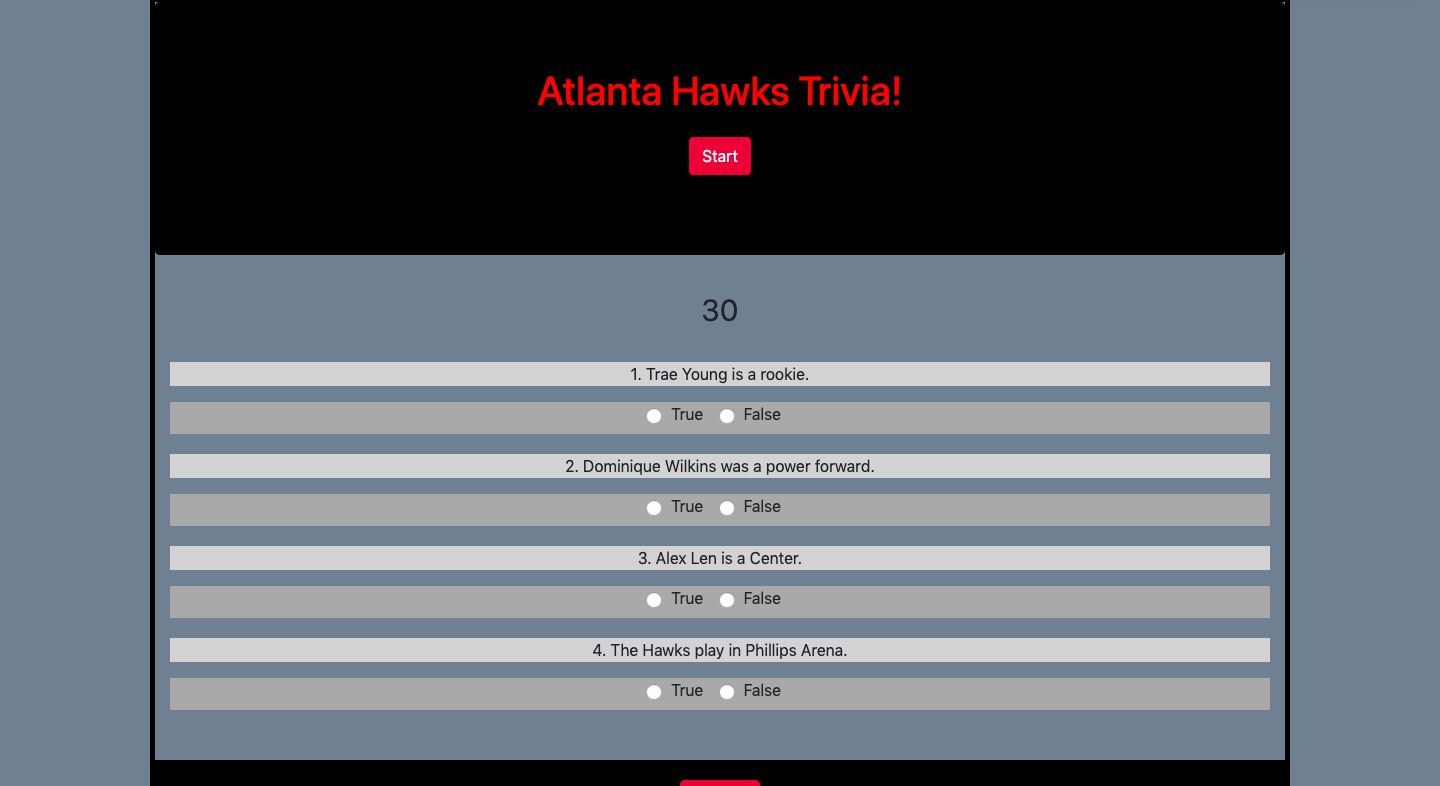 Atlanta Hawks Trivia!
Start
30
1. Trae Young is a rookie.
True False
2. Dominique Wilkins was a power forward.
True False
3. Alex Len is a Center.
True False
4. The Hawks play in Phillips Arena.
True False